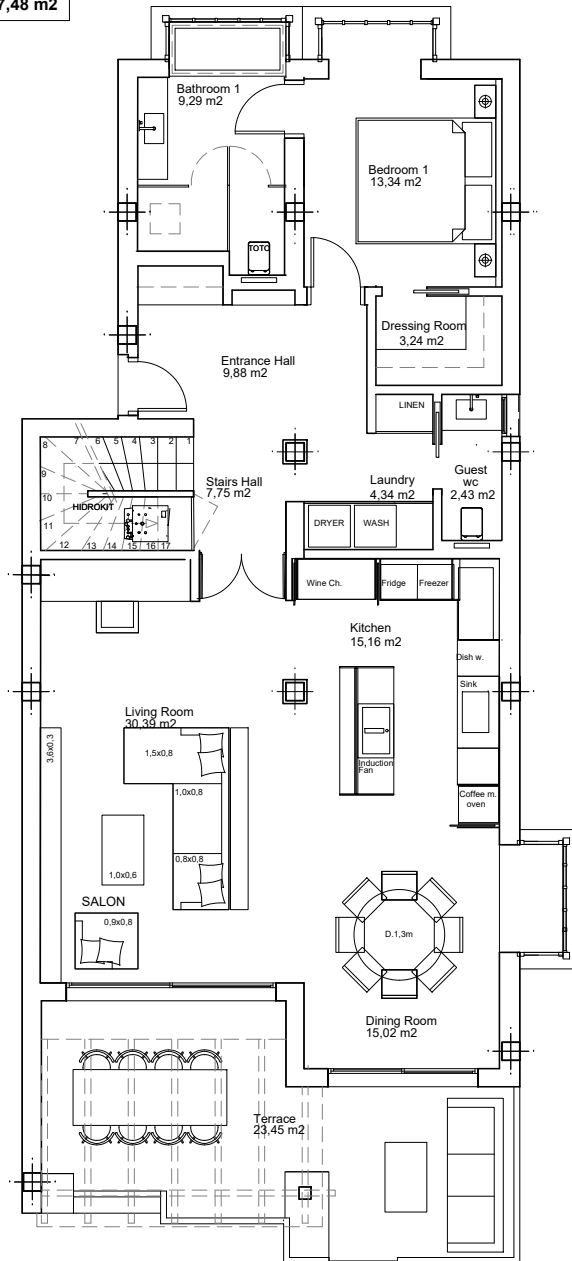 7,48 m2
Bathroom 1
9,29 m2
Bedroom 1
13,34 m2
TOTO
Dressing Room
3,24 m2
Entrance Hall
9,88 m2
LINEN
8
7
6
5
4
3
2
1
9
10
11
12
13
14
15
16
17
HIDROKIT
Stairs Hall
7,75 m2
Laundry
4,34 m2
Guest
wc
2,43 m2
DRYER
WASH
Wine Ch.
Fridge
Freezer
Kitchen
15,16 m2
Dish w.
Sink
Living Room
30,39 m2
3,6x0,3
1,5x0,8
1,0x0,8
Induction
Fan
Coffee m.
oven
0,8x0,8
1,0x0,6
SALON
0,9x0,8
D.1,3m
Dining Room
15,02 m2
Terrace
23,45 m2